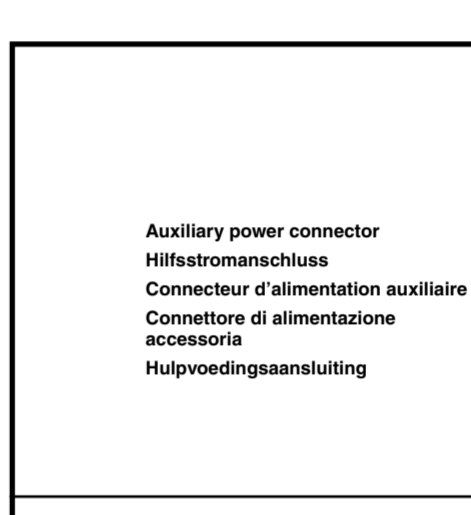 Auxiliary power connector
Hilfsstromanschluss
Connecteur d’alimentation auxiliaire
Connettore di alimentazione
accessoria
Hulpvoedingsaansluiting